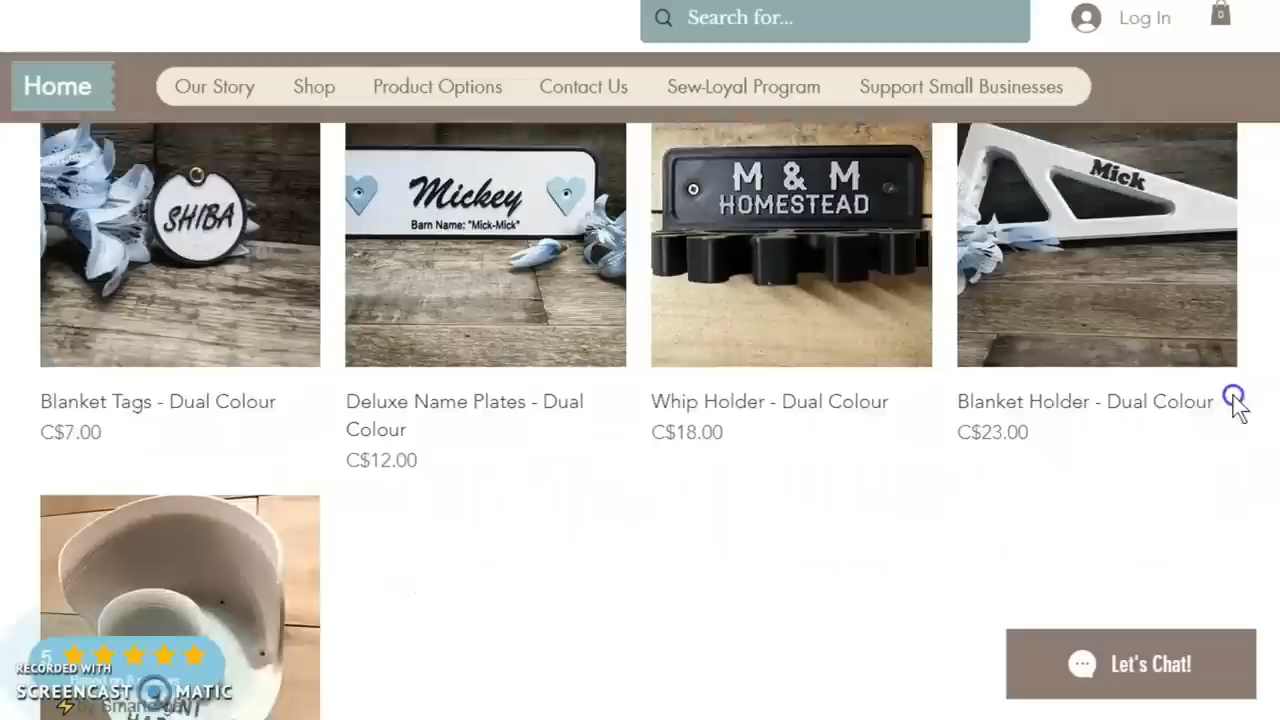 Search for...
Log In
0
Home
Our Story
Shop
Product Options
Contact Us
Sew-Loyal Program
Support Small Businesses
SHIBA
Mickey
Barn Name: "Mick-Mick"
M & M
HOMESTEAD
Mick
Blanket Tags - Dual Colour
C$7.00
Deluxe Name Plates - Dual
Colour
C$12.00
Whip Holder - Dual Colour
C$18.00
Blanket Holder - Dual Colour
C$23.00
5
RECORDED WITH
SCREENCAST MATIC
Let's Chat!